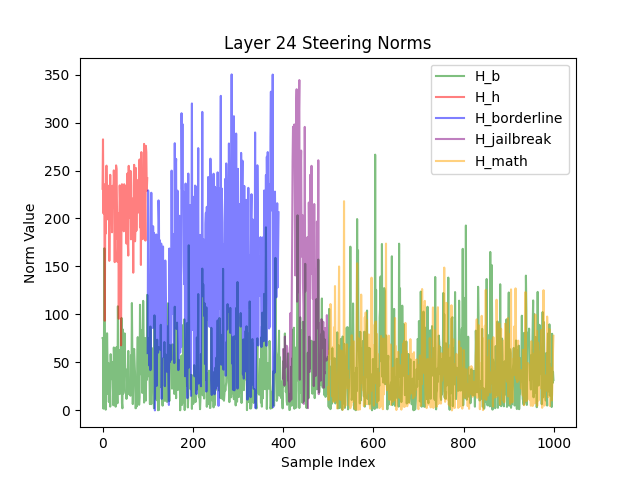 Layer 24 Steering Norms
H_b
H_h
H_borderline
H_jailbreak
H_math
350
300
250
200
150
100
50
0
Norm Value
0
200
400
600
800
1000
Sample Index